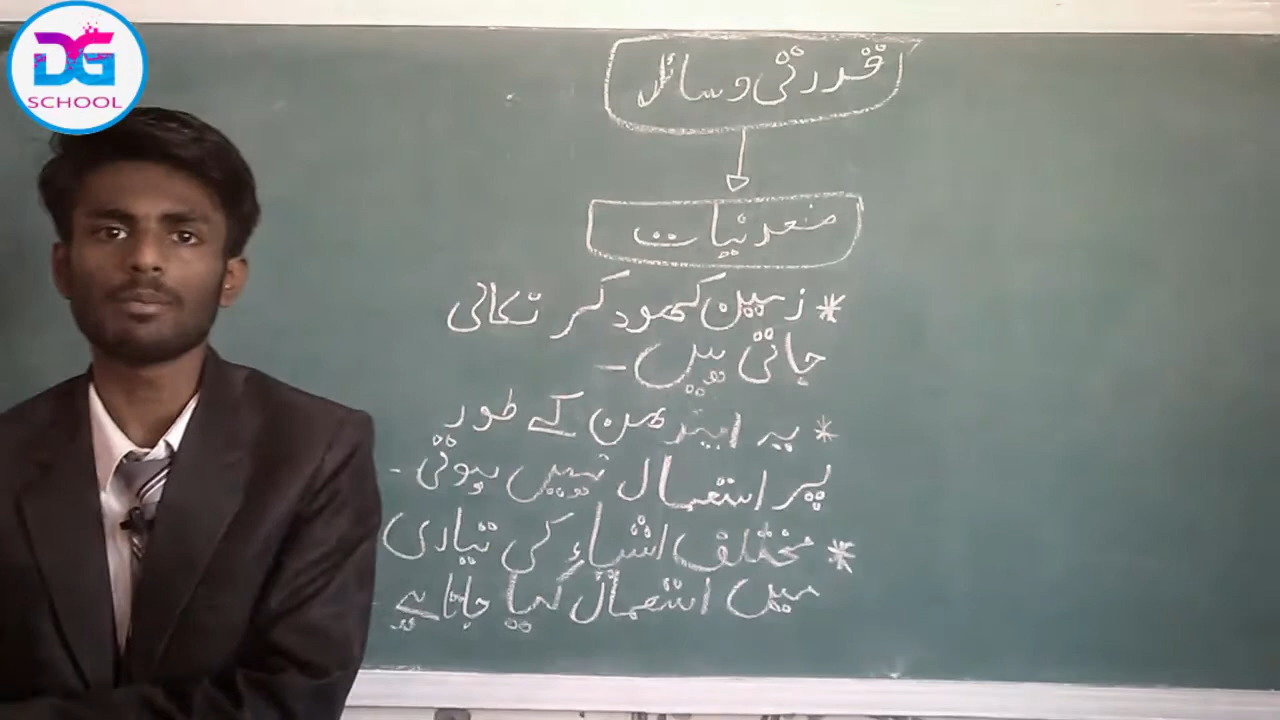 DG
SCHOOL
قدرتی وسائل
معدنیات
* زمین کھود کر نکالی
جاتی ہیں۔
* یہ ایندھن کے طور
پر استعمال نہیں ہوتی۔
* مختلف اشیاء کی تیاری
میں استعمال کیا جاتا ہے